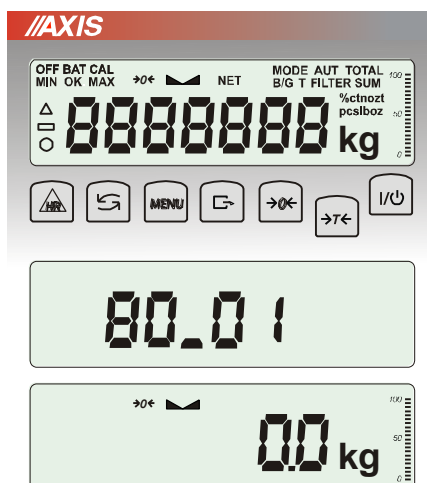 //AXIS
OFF BAT CAL →0← NET MODE AUT TOTAL 100
MIN OK MAX B/G T FILTER SUM
%ctnozt
pcslboz 50
8888888 kg
0
HR MENU →0← →T← I/⏻
80_01
→0← 100
0.0 kg 50
0